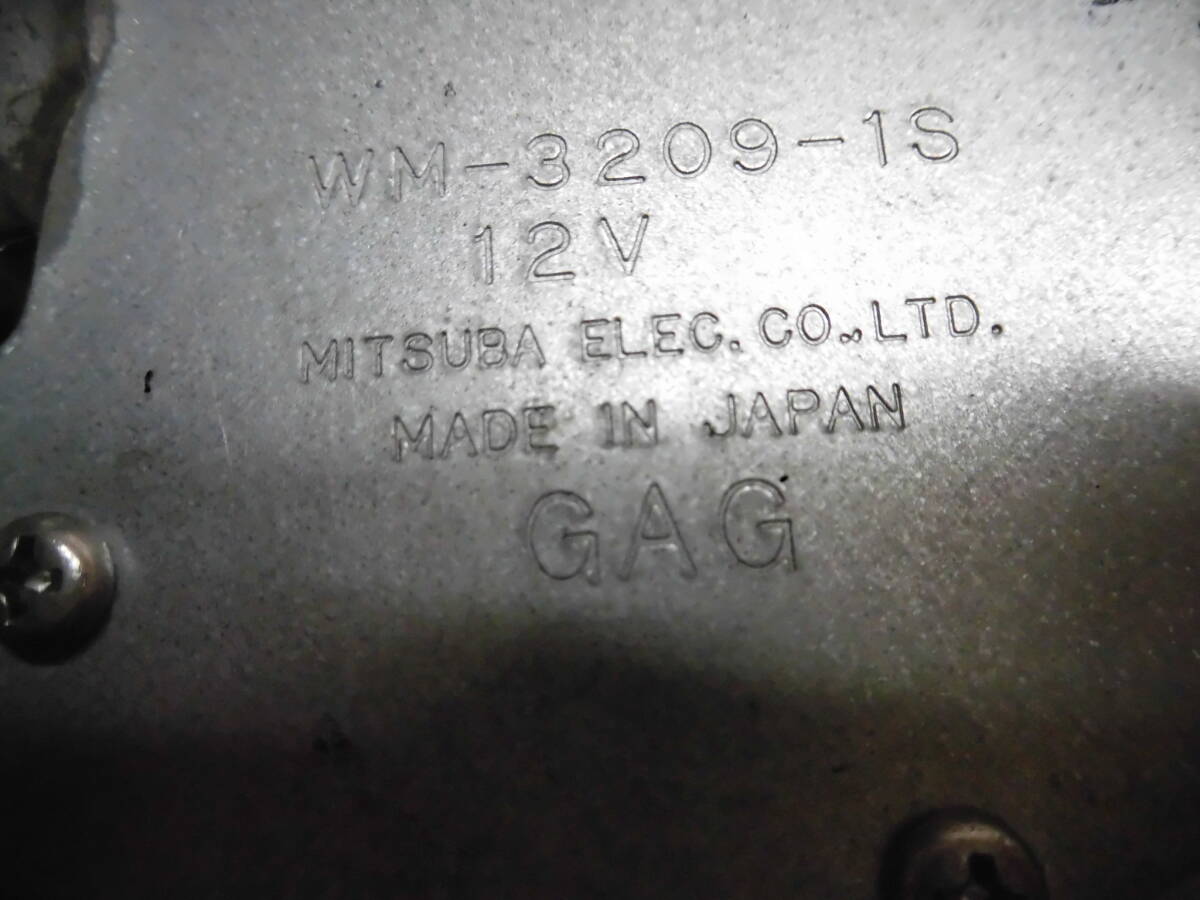 WM-3209-1S
12V
MITSUBA ELEC. CO., LTD.
MADE IN JAPAN
GAG